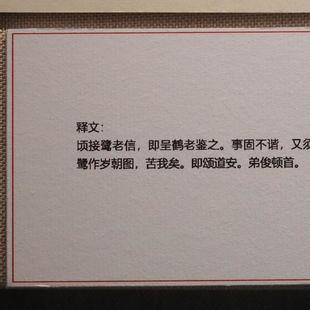 释文：
顷接鹭老信，即呈鹤老鉴之。事固不谐，又须
鹭作岁朝图，苦我矣。即颂道安。弟俊顿首。